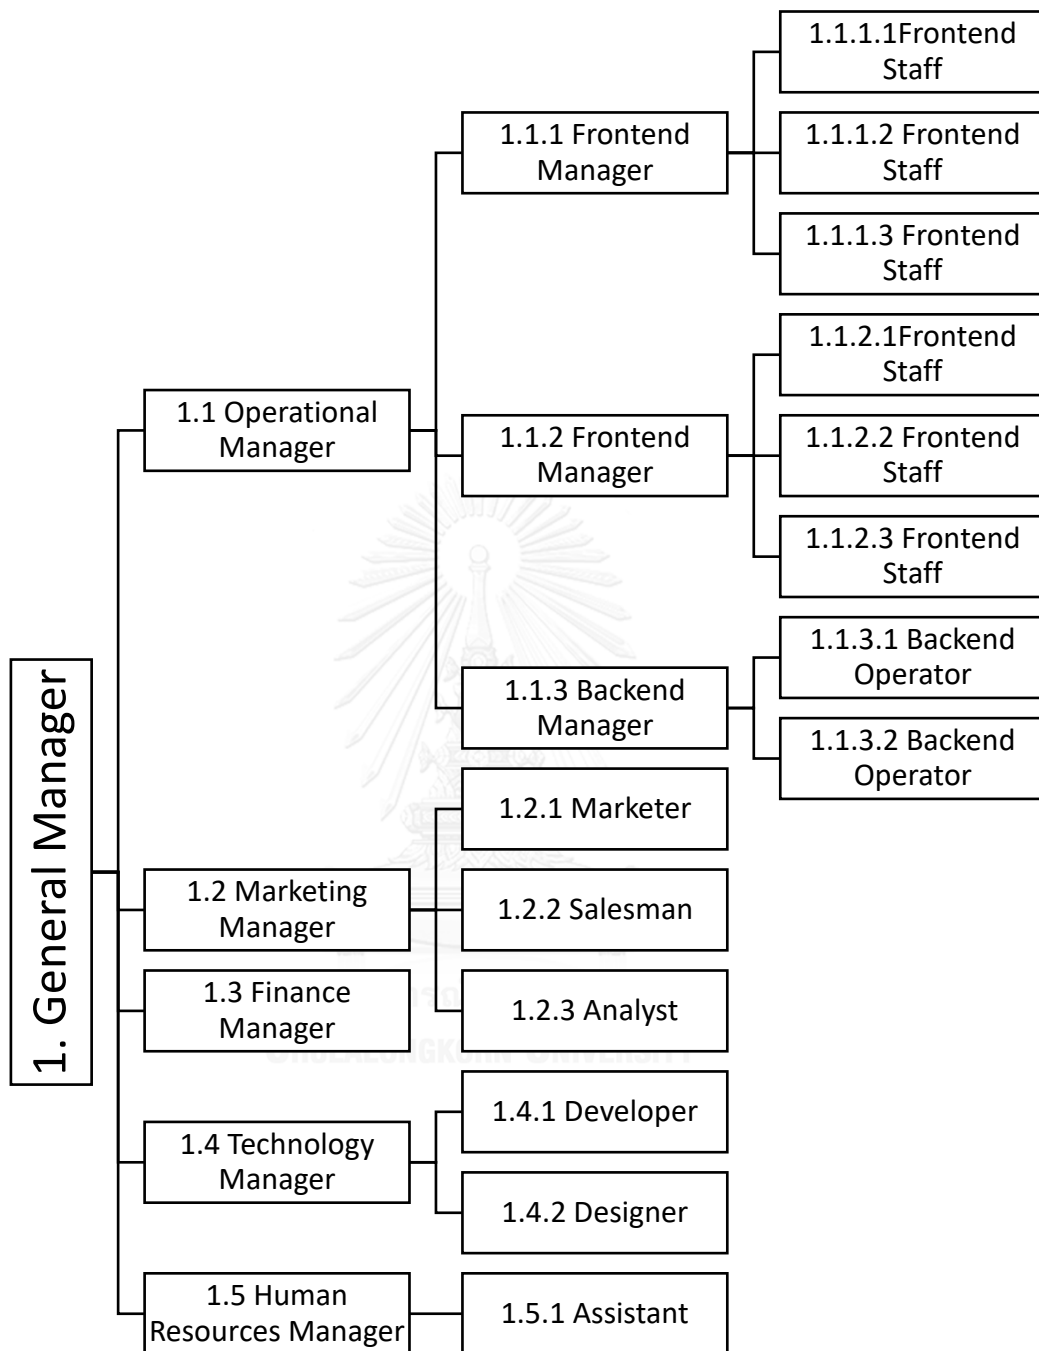 1. General Manager
1.1 Operational
Manager
1.1.1 Frontend
Manager
1.1.1.1Frontend
Staff
1.1.1.2 Frontend
Staff
1.1.1.3 Frontend
Staff
1.1.2 Frontend
Manager
1.1.2.1Frontend
Staff
1.1.2.2 Frontend
Staff
1.1.2.3 Frontend
Staff
1.1.3 Backend
Manager
1.1.3.1 Backend
Operator
1.1.3.2 Backend
Operator
1.2 Marketing
Manager
1.2.1 Marketer
1.2.2 Salesman
1.2.3 Analyst
1.3 Finance
Manager
1.4 Technology
Manager
1.4.1 Developer
1.4.2 Designer
1.5 Human
Resources Manager
1.5.1 Assistant